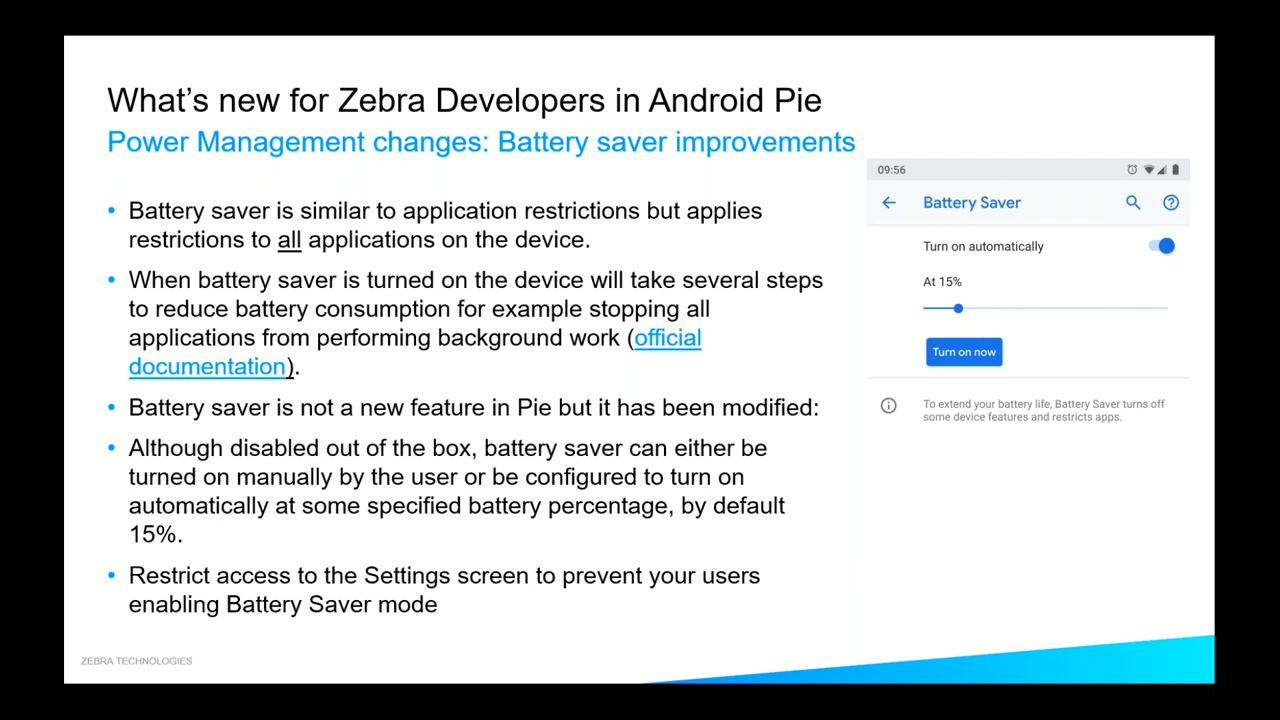 What's new for Zebra Developers in Android Pie
Power Management changes: Battery saver improvements
• Battery saver is similar to application restrictions but applies
restrictions to all applications on the device.
• When battery saver is turned on the device will take several steps
to reduce battery consumption for example stopping all
applications from performing background work (official
documentation).
• Battery saver is not a new feature in Pie but it has been modified:
• Although disabled out of the box, battery saver can either be
turned on manually by the user or be configured to turn on
automatically at some specified battery percentage, by default
15%.
• Restrict access to the Settings screen to prevent your users
enabling Battery Saver mode
09:56
Battery Saver
Turn on automatically
At 15%
Turn on now
To extend your battery life, Battery Saver turns off
some device features and restricts apps.
ZEBRA TECHNOLOGIES